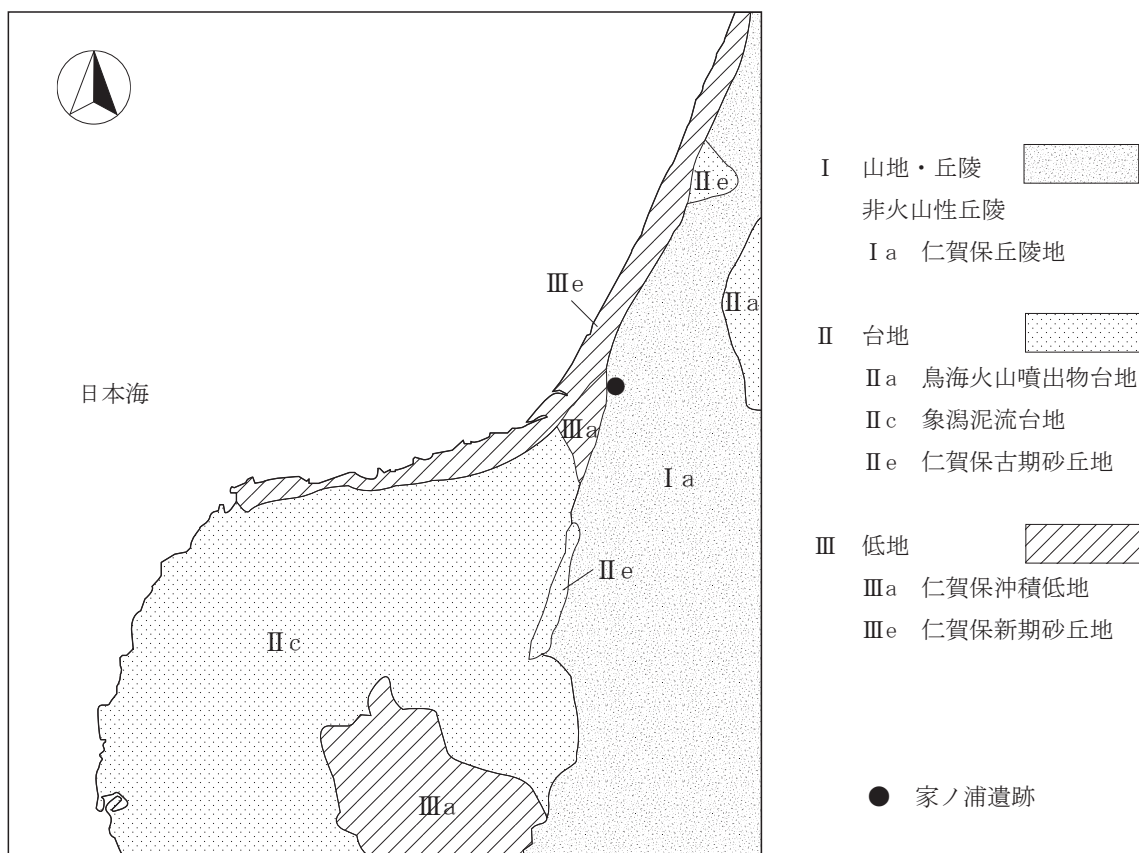 Ⅱe
Ⅱa
Ⅲe
日本海
Ⅲa
Ⅰa
Ⅱe
Ⅱc
Ⅲa
Ⅰ 山地・丘陵
非火山性丘陵
Ⅰa 仁賀保丘陵地
Ⅱ 台地
Ⅱa 鳥海火山噴出物台地
Ⅱc 象潟泥流台地
Ⅱe 仁賀保古期砂丘地
Ⅲ 低地
Ⅲa 仁賀保沖積低地
Ⅲe 仁賀保新期砂丘地
● 家ノ浦遺跡